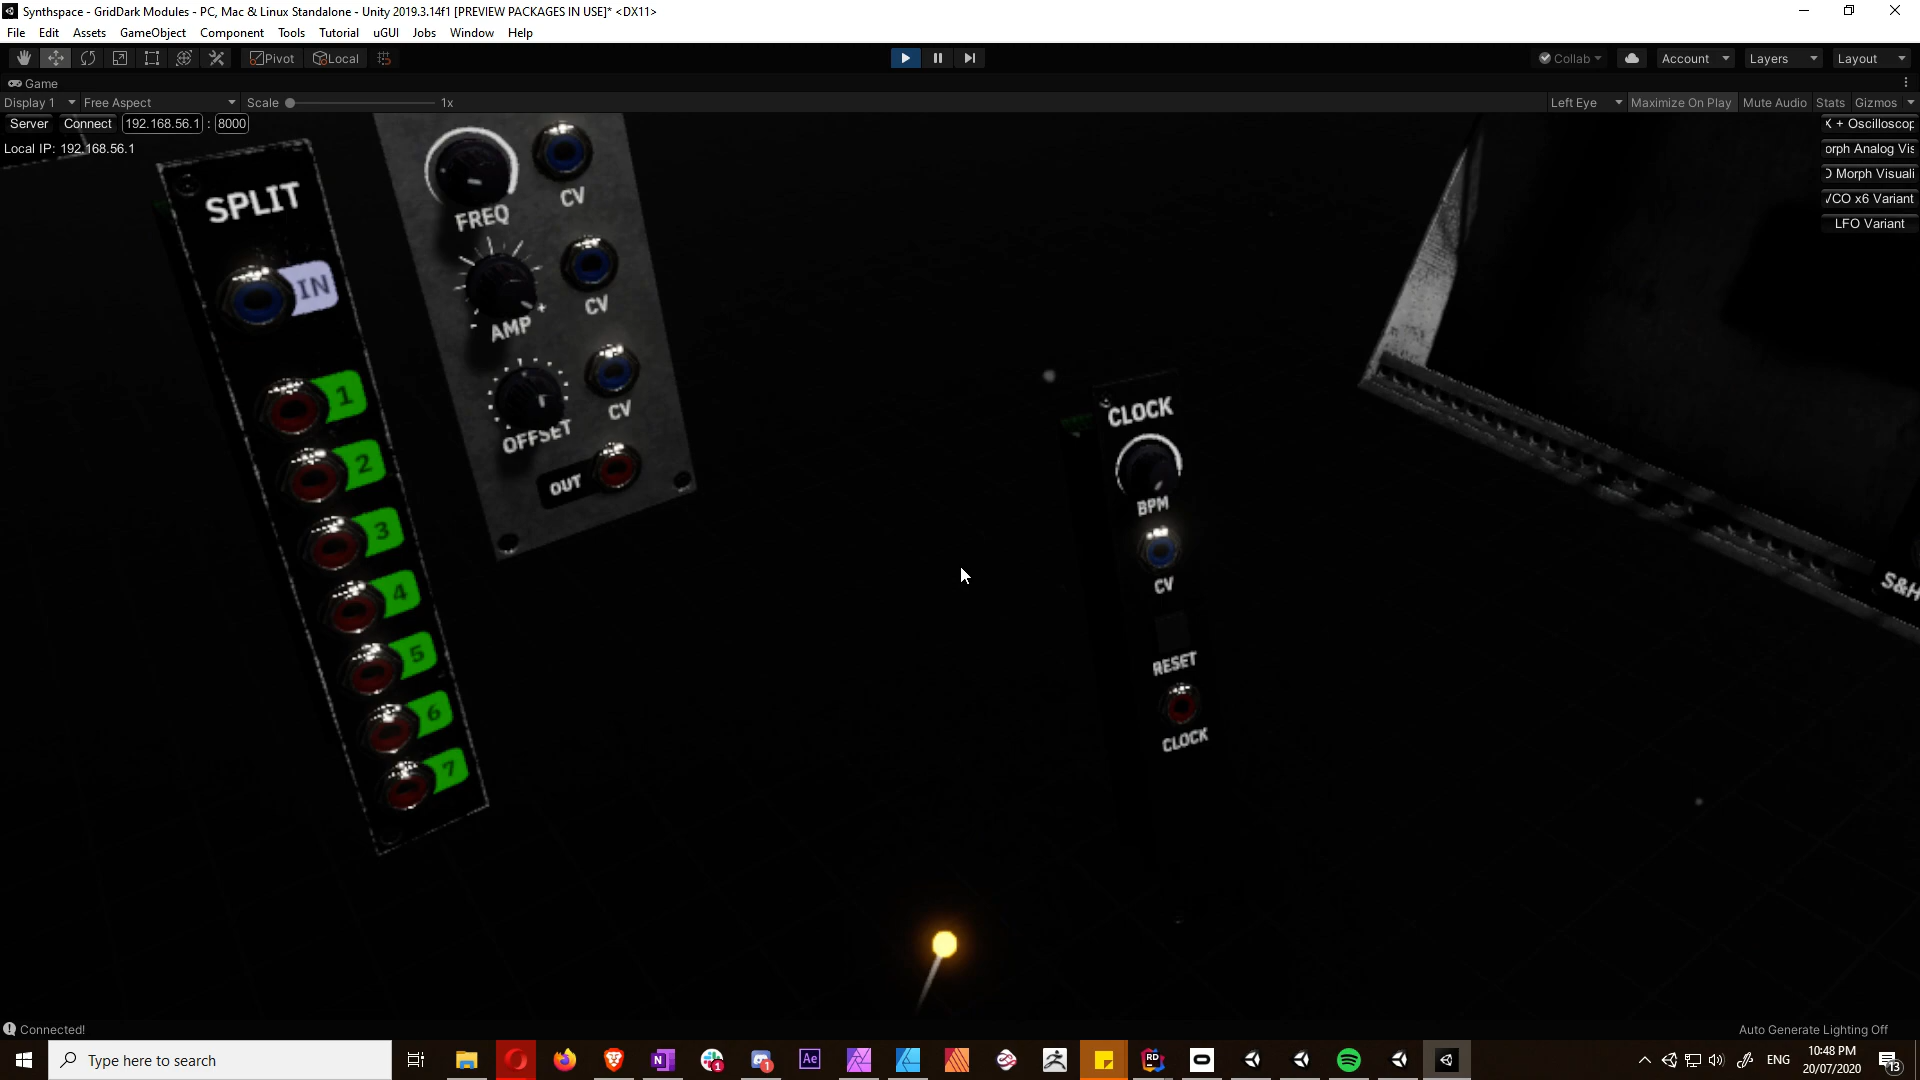 Synthspace - GridDark Modules - PC, Mac & Linux Standalone - Unity 2019.3.14f1 [PREVIEW PACKAGES IN USE]* <DX11>
File Edit Assets GameObject Component Tools Tutorial uGUI Jobs Window Help
Pivot Local Collab Account Layers Layout
Game
Display 1 Free Aspect Scale 1x Left Eye Maximize On Play Mute Audio Stats Gizmos
Server Connect 192.168.56.1 : 8000
Local IP: 192.168.56.1
+ Oscilloscop
orph Analog Vis
Morph Visuali
VCO x6 Variant
LFO Variant
SPLIT
IN
1
2
3
4
5
6
7
FREQ CV
AMP CV
- +
OFFSET CV
OUT
CLOCK
BPM
CV
RESET
CLOCK
S&H
Connected! Auto Generate Lighting Off
Type here to search
N
1
1
Ae
RD
ENG
10:48 PM
20/07/2020
13